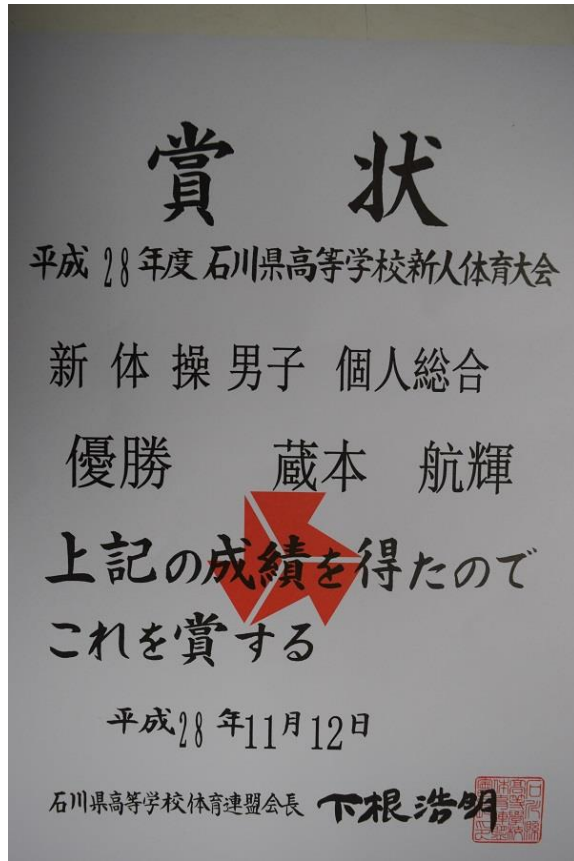 賞状
平成 28年度 石川県高等学校新人体育大会
新体操男子 個人総合
優勝 蔵本 航輝
上記の成績を得たので
これを賞する
平成28年11月12日
石川県高等学校体育連盟会長 下根浩明